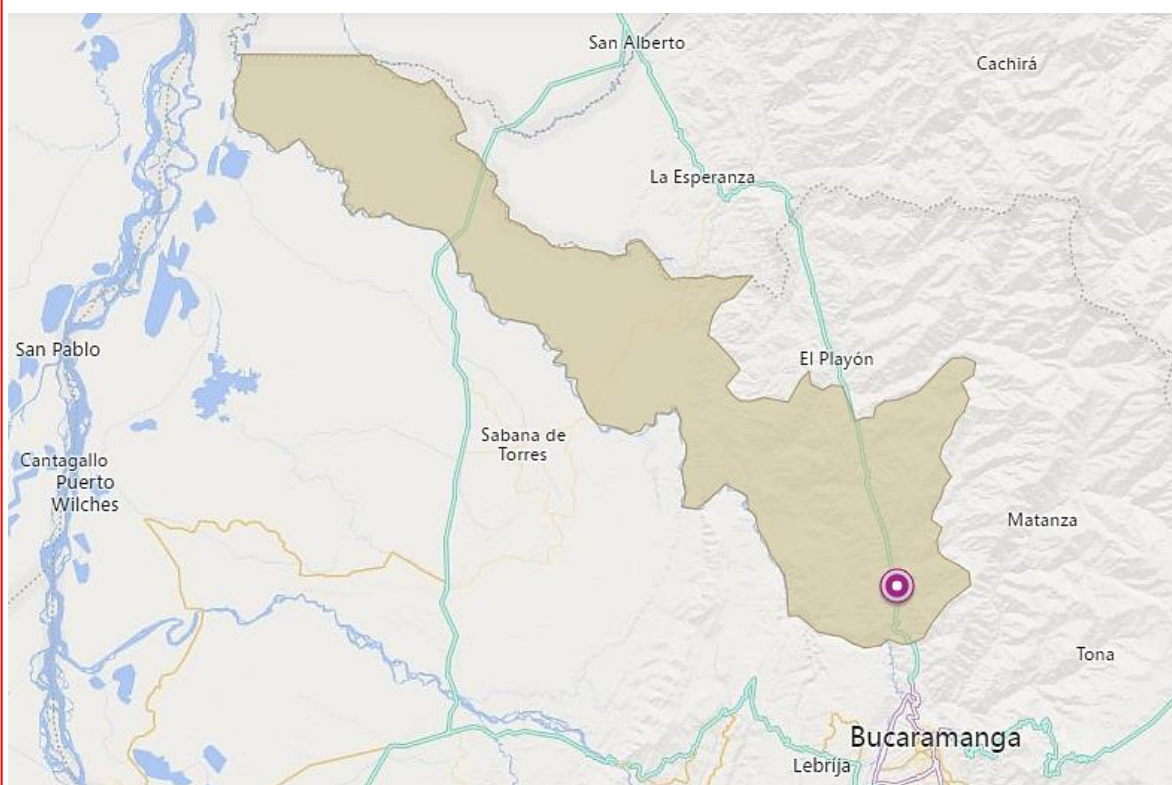 San Alberto
Cachirá
La Esperanza
San Pablo
El Playón
Sabana de
Torres
Cantagallo
Puerto
Wilches
Matanza
Tona
Bucaramanga
Lebrija